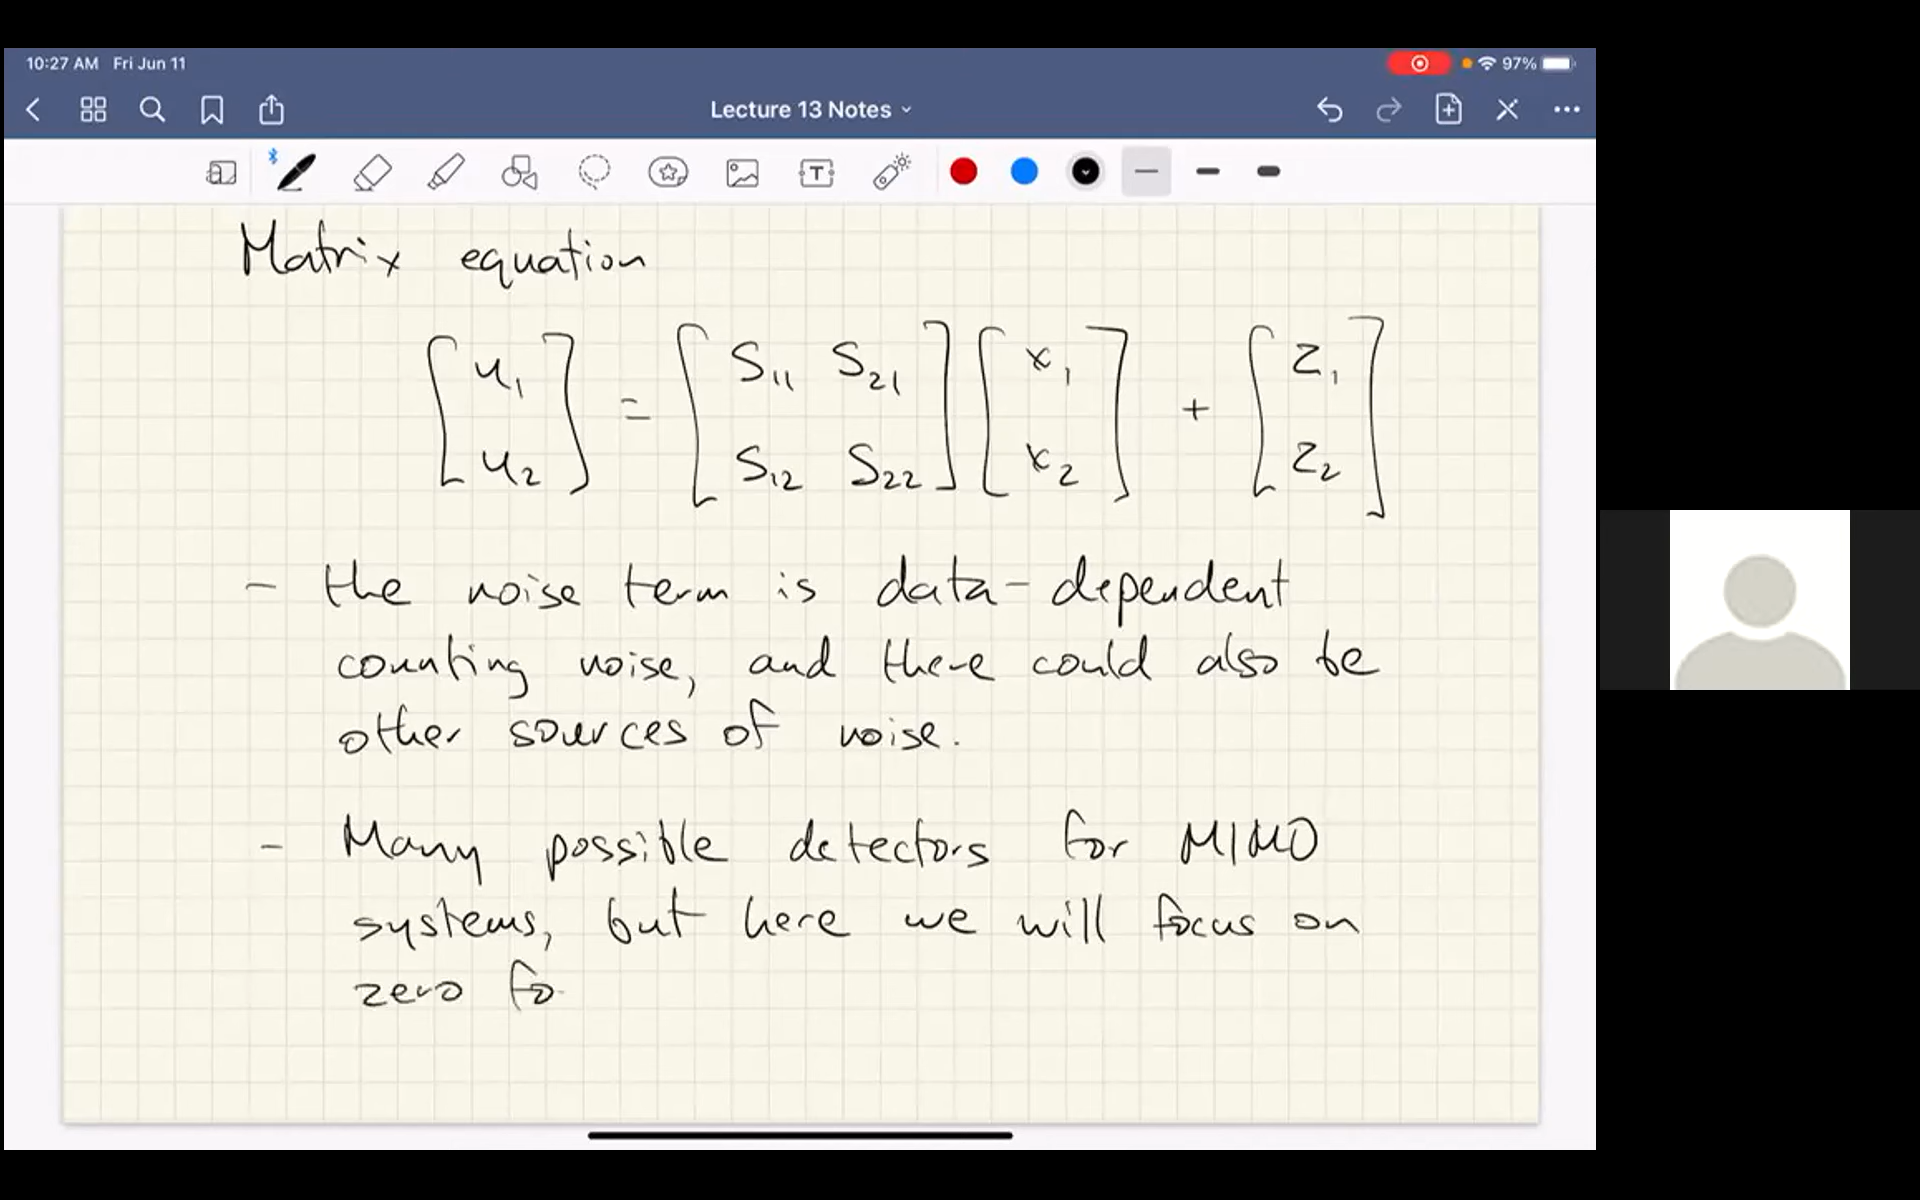 10:27 AM Fri Jun 11
97%
Lecture 13 Notes
Matrix equation
[u₁ u₂] = [S₁₁ S₂₁ S₁₂ S₂₂] [x₁ x₂] + [z₁ z₂]
- the noise term is data-dependent
counting noise, and there could also be
other sources of noise.
- Many possible detectors for MIMO
systems, but here we will focus on
zero fo